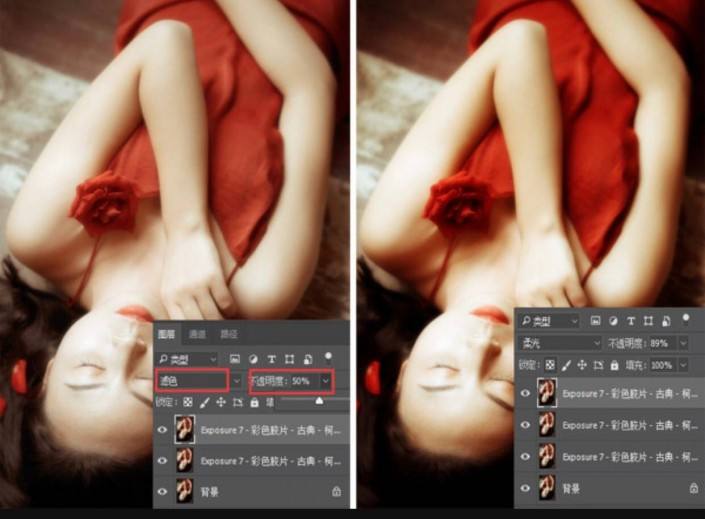 图层 通道 路径
类型
滤色 不透明度: 50%
锁定: 填
Exposure 7 - 彩色胶片 - 古典 - 柯...
Exposure 7 - 彩色胶片 - 古典 - 柯...
背景
类型
柔光 不透明度: 89%
锁定: 填充: 100%
Exposure 7 - 彩色胶片 - 古典 - 柯...
Exposure 7 - 彩色胶片 - 古典 - 柯...
Exposure 7 - 彩色胶片 - 古典 - 柯...
背景